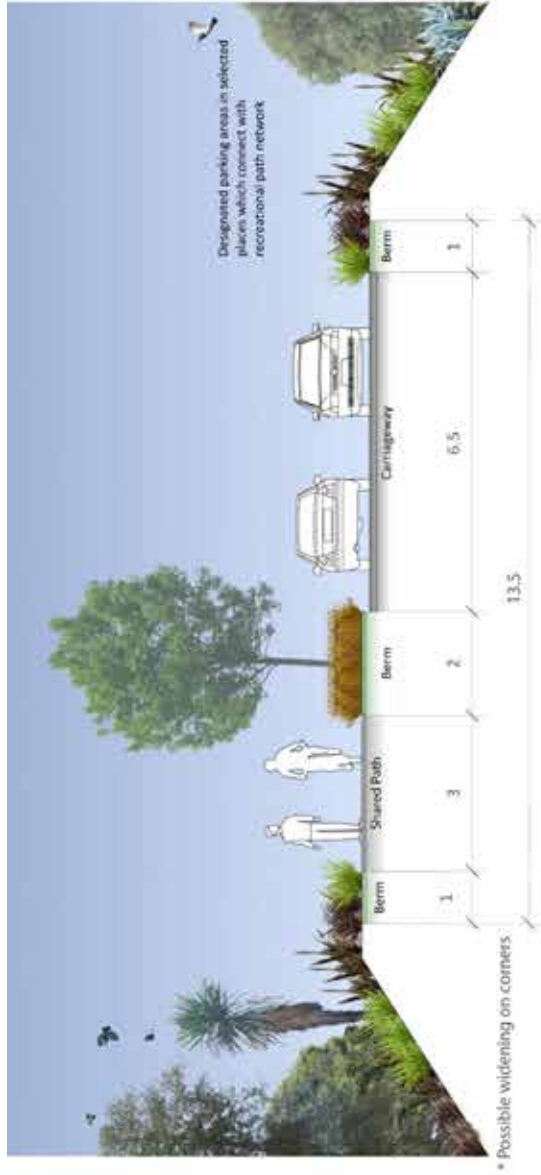 Designated parking areas in selected
places which connect with
recreational path network
Berm
Shared Path
Berm
Carriageway
Berm
1
3
2
6.5
1
13.5
* Possible widening on corners